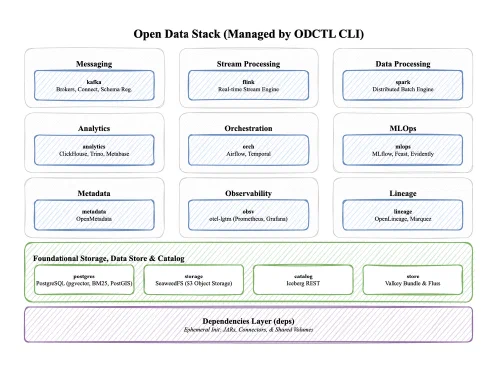 Open Data Stack (Managed by ODCTL CLI)
Messaging
kafka
Brokers, Connect, Schema Reg.
Stream Processing
flink
Real-time Stream Engine
Data Processing
spark
Distributed Batch Engine
Analytics
analytics
ClickHouse, Trino, Metabase
Orchestration
orch
Airflow, Temporal
MLOps
mlops
MLflow, Feast, Evidently
Metadata
metadata
OpenMetadata
Observability
obsv
otel-lgtm (Prometheus, Grafana)
Lineage
lineage
OpenLineage, Marquez
Foundational Storage, Data Store & Catalog
postgres
PostgreSQL (pgvector, BM25, PostGIS)
storage
SeaweedFS (S3 Object Storage)
catalog
Iceberg REST
store
Valkey Bundle & Fluss
Dependencies Layer (deps)
Ephemeral Init, JARs, Connectors, & Shared Volumes